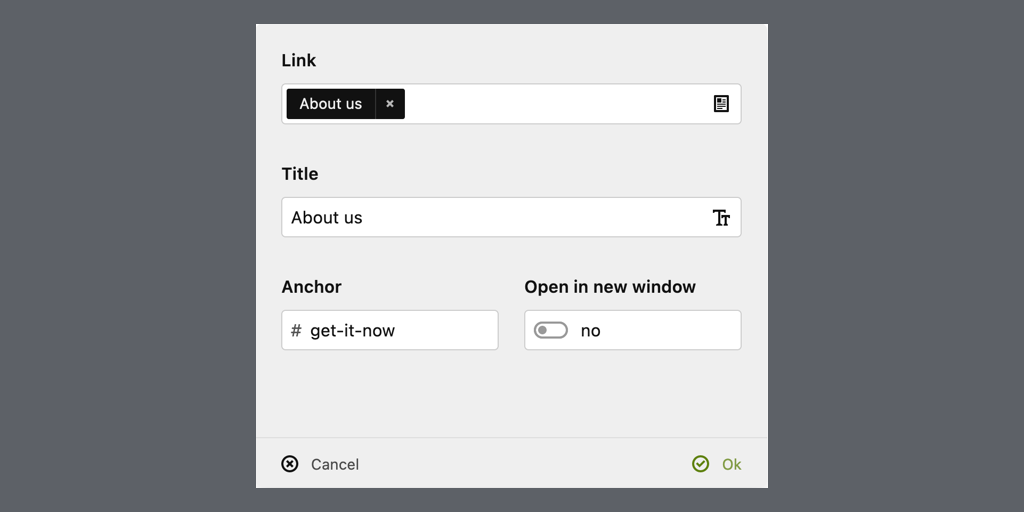 Link
About us
Title
About us
Anchor Open in new window
# get-it-now no
Cancel Ok